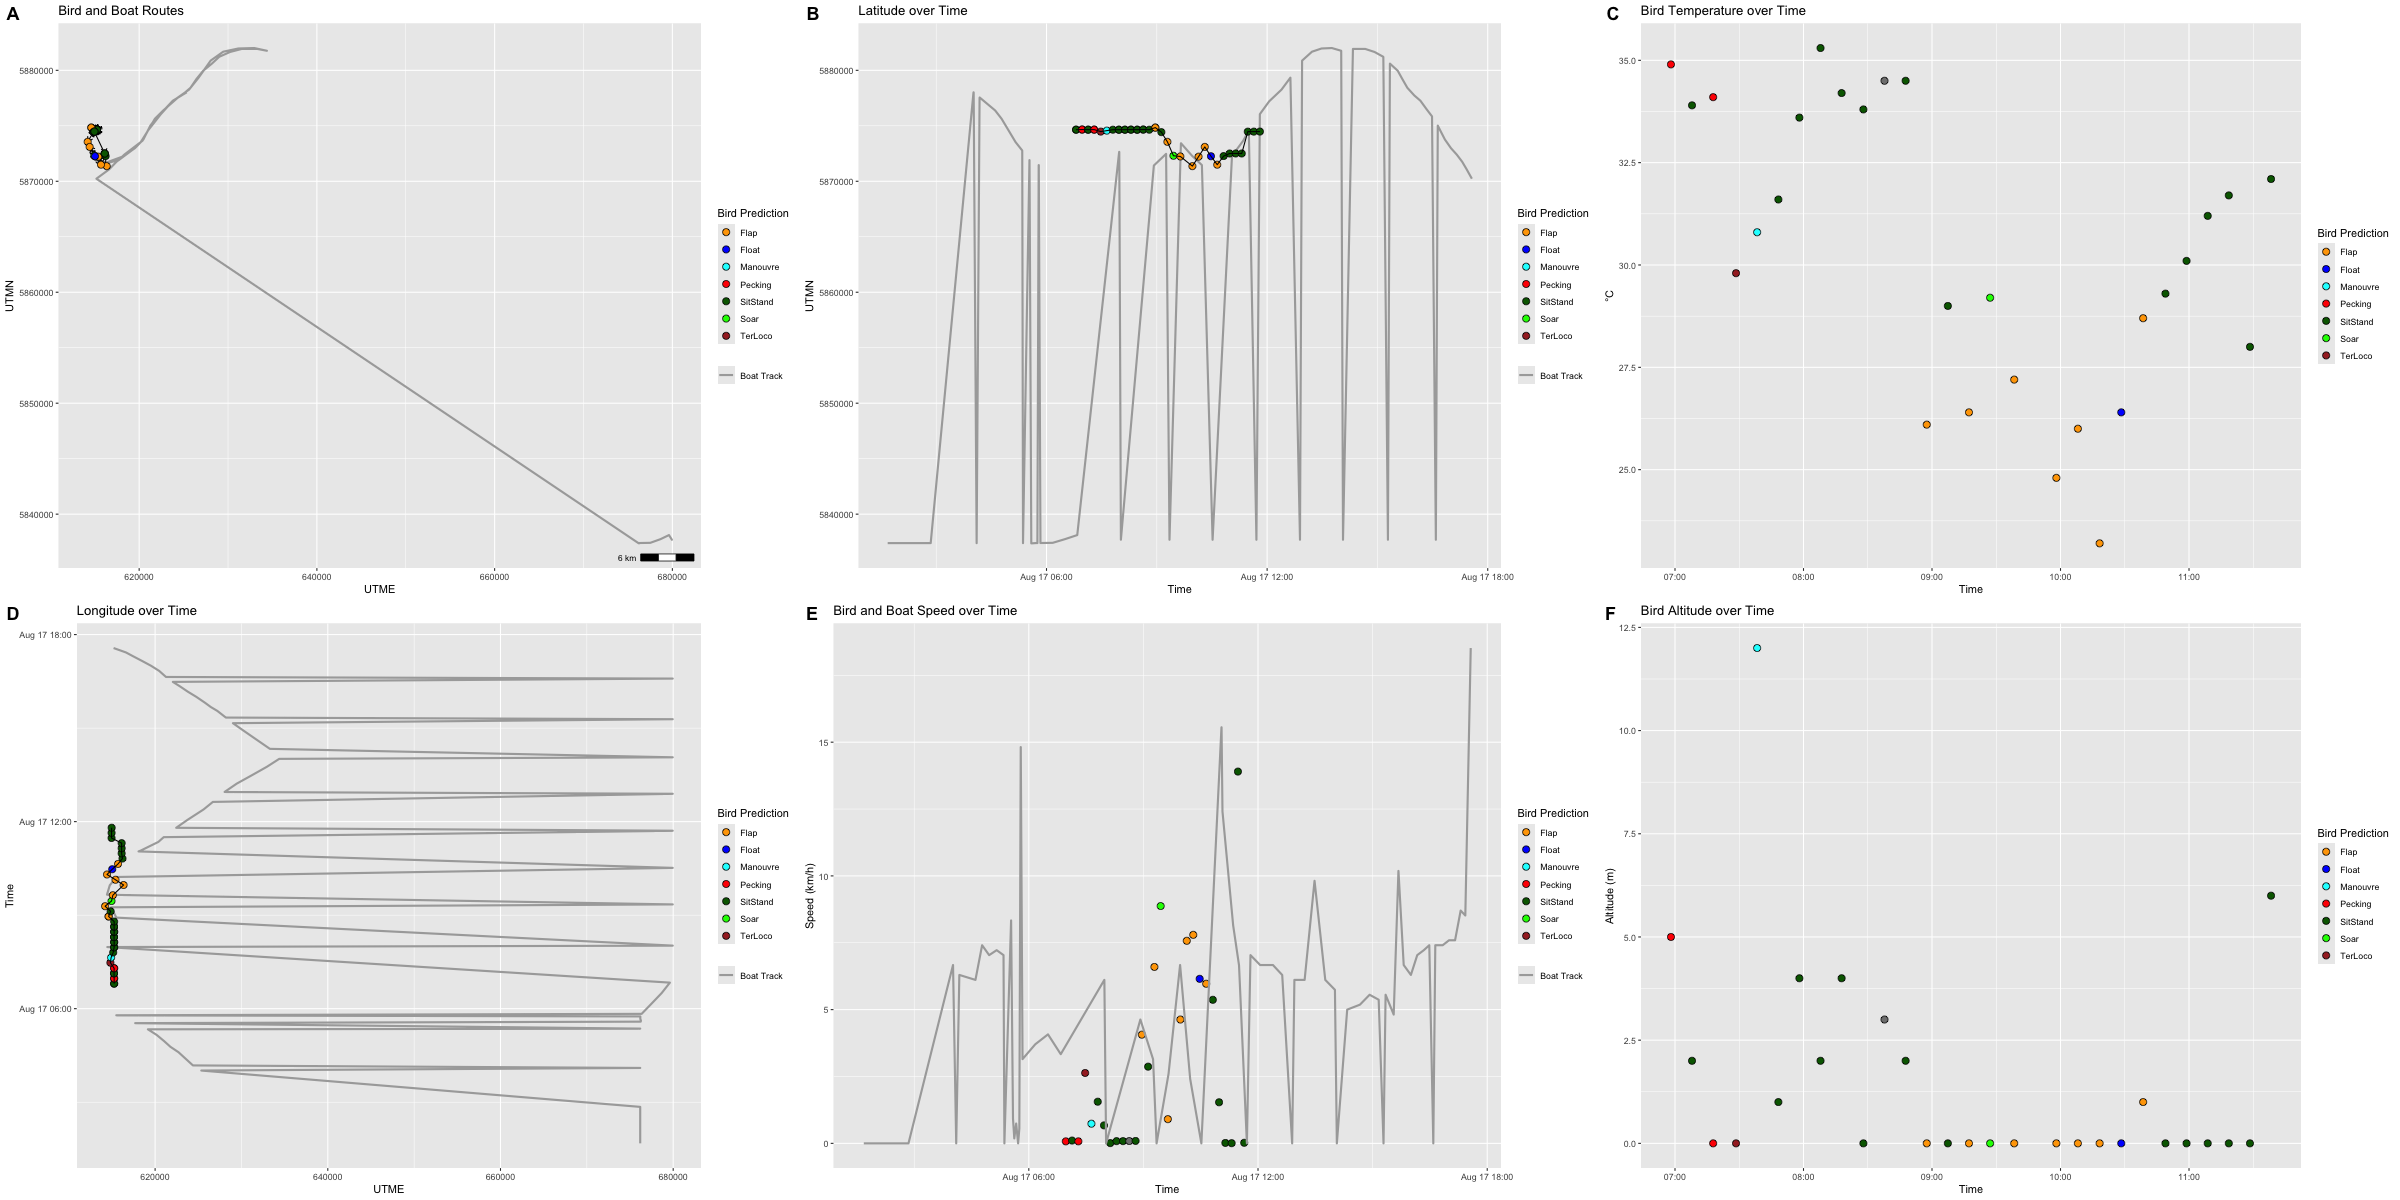 A
Bird and Boat Routes
5880000
5870000
5860000
5850000
5840000
UTMN
620000
640000
660000
680000
UTME
6 km
Bird Prediction
Flap
Float
Manouvre
Pecking
SitStand
Soar
TerLoco
Boat Track
B
Latitude over Time
5880000
5870000
5860000
5850000
5840000
UTMN
Aug 17 06:00
Aug 17 12:00
Aug 17 18:00
Time
Bird Prediction
Flap
Float
Manouvre
Pecking
SitStand
Soar
TerLoco
Boat Track
C
Bird Temperature over Time
35.0
32.5
30.0
27.5
25.0
°C
07:00
08:00
09:00
10:00
11:00
Time
Bird Prediction
Flap
Float
Manouvre
Pecking
SitStand
Soar
TerLoco
D
Longitude over Time
Aug 17 18:00
Aug 17 12:00
Aug 17 06:00
Time
620000
640000
660000
680000
UTME
Bird Prediction
Flap
Float
Manouvre
Pecking
SitStand
Soar
TerLoco
Boat Track
E
Bird and Boat Speed over Time
15
10
5
0
Speed (km/h)
Aug 17 06:00
Aug 17 12:00
Aug 17 18:00
Time
Bird Prediction
Flap
Float
Manouvre
Pecking
SitStand
Soar
TerLoco
Boat Track
F
Bird Altitude over Time
12.5
10.0
7.5
5.0
2.5
0.0
Altitude (m)
07:00
08:00
09:00
10:00
11:00
Time
Bird Prediction
Flap
Float
Manouvre
Pecking
SitStand
Soar
TerLoco